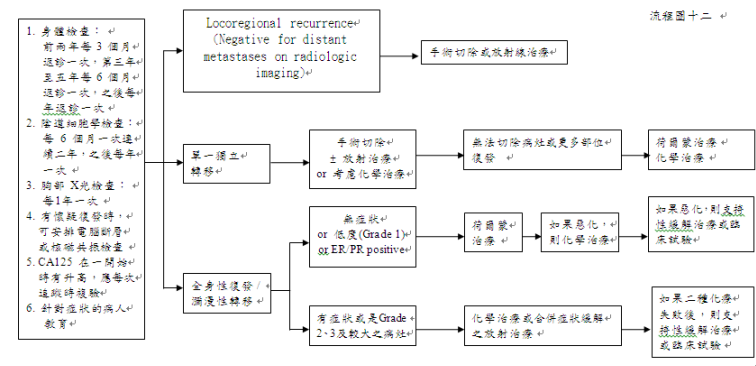 流程圖十二
1. 身體檢查：
前兩年每 3 個月
返診一次，第三年
至五年每 6 個月
返診一次，之後每
年返診一次
2. 陰道細胞學檢查：
每 6 個月一次連
續二年，之後每年
一次
3. 胸部 X光檢查：
每1年一次
4. 有懷疑復發時，
可安排電腦斷層
或核磁共振檢查
5. CA125 在一開始
時有升高，應每次
追蹤時複驗
6. 針對症狀的病人
教育
Locoregional recurrence
(Negative for distant
metastases on radiologic
imaging)
手術切除或放射線治療
單一獨立
轉移
手術切除
± 放射治療
or 考慮化學治療
無法切除病灶或更多部位
復發
荷爾蒙治療
化學治療
全身性復發 /
瀰漫性轉移
無症狀
or 低度(Grade 1)
or ER/PR positive
荷爾蒙
治療
如果惡化，
則化學治療
如果惡化，則支持
性緩解治療或臨
床試驗
有症狀或是Grade
2、3及較大之病灶
化學治療或合併症狀緩解
之放射治療
如果二種化療
失敗後，則支
持性緩解治療
或臨床試驗